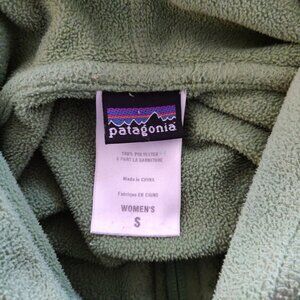 patagonia
100% POLYESTER
À PART LA GARNITURE
Made in CHINA
Fabriqué EN CHINE
WOMEN'S
S